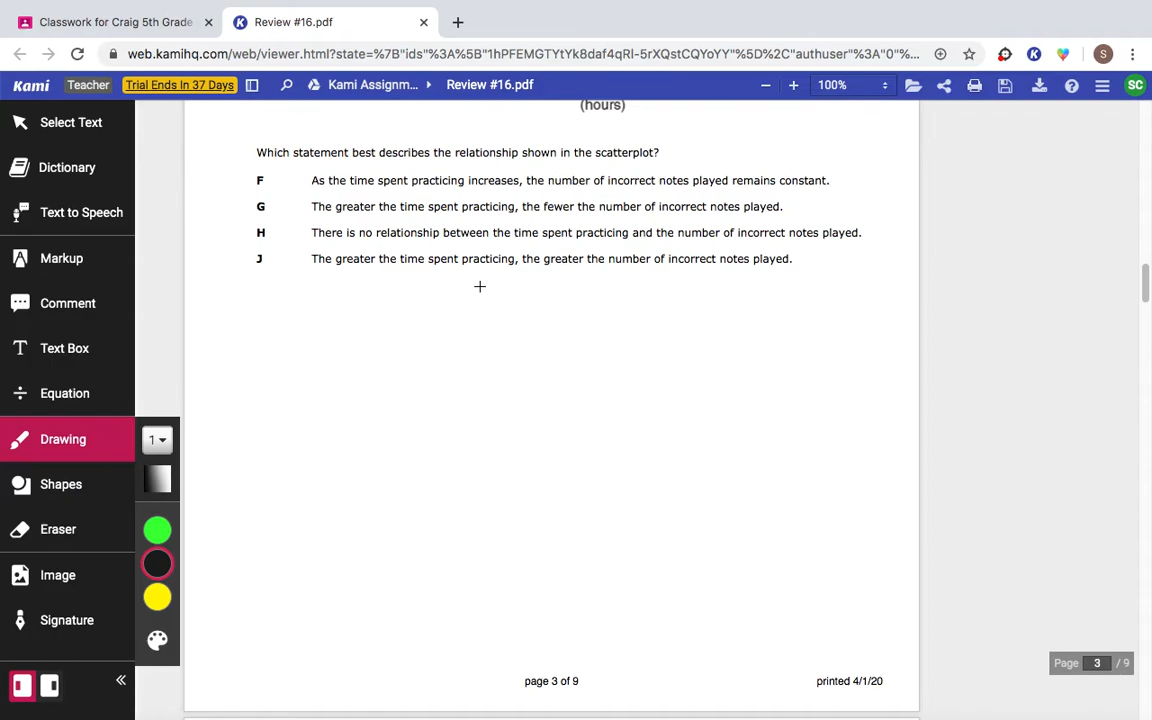 Classwork for Craig 5th Grade
Review #16.pdf
web.kamihq.com/web/viewer.html?state=%7B"ids"%3A%5B"1hPFEMGTYtYk8daf4qRI-5rXQstCQYoYY"%5D%2C"authuser"%3A"0"%...
S
Kami
Teacher
Trial Ends In 37 Days
Kami Assignm...
Review #16.pdf
100%
SC
Select Text
Dictionary
Text to Speech
Markup
Comment
Text Box
Equation
Drawing
Shapes
Eraser
Image
Signature
1
(hours)
Which statement best describes the relationship shown in the scatterplot?
F As the time spent practicing increases, the number of incorrect notes played remains constant.
G The greater the time spent practicing, the fewer the number of incorrect notes played.
H There is no relationship between the time spent practicing and the number of incorrect notes played.
J The greater the time spent practicing, the greater the number of incorrect notes played.
Page 3 / 9
page 3 of 9 printed 4/1/20